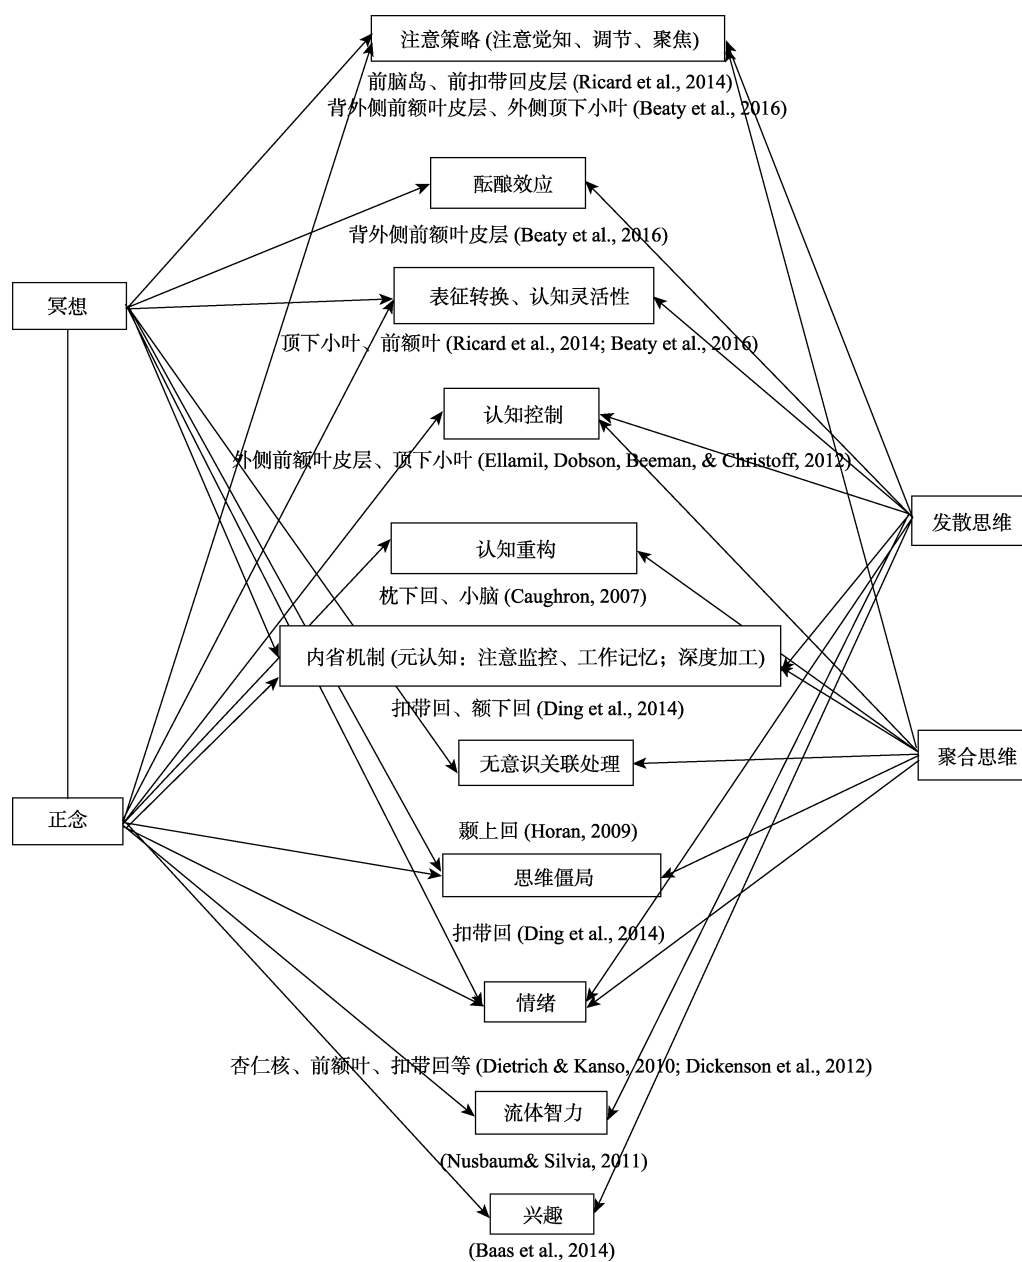 注意策略 (注意觉知、调节、聚焦)
前脑岛、前扣带回皮层 (Ricard et al., 2014)
背外侧前额叶皮层、外侧顶下小叶 (Beaty et al., 2016)
酝酿效应
背外侧前额叶皮层 (Beaty et al., 2016)
冥想
表征转换、认知灵活性
顶下小叶、前额叶 (Ricard et al., 2014; Beaty et al., 2016)
认知控制
外侧前额叶皮层、顶下小叶 (Ellamil, Dobson, Beeman, & Christoff, 2012)
发散思维
认知重构
枕下回、小脑 (Caughron, 2007)
内省机制 (元认知：注意监控、工作记忆；深度加工)
扣带回、额下回 (Ding et al., 2014)
无意识关联处理
聚合思维
正念
颞上回 (Horan, 2009)
思维僵局
扣带回 (Ding et al., 2014)
情绪
杏仁核、前额叶、扣带回等 (Dietrich & Kanso, 2010; Dickenson et al., 2012)
流体智力
(Nusbaum& Silvia, 2011)
兴趣
(Baas et al., 2014)